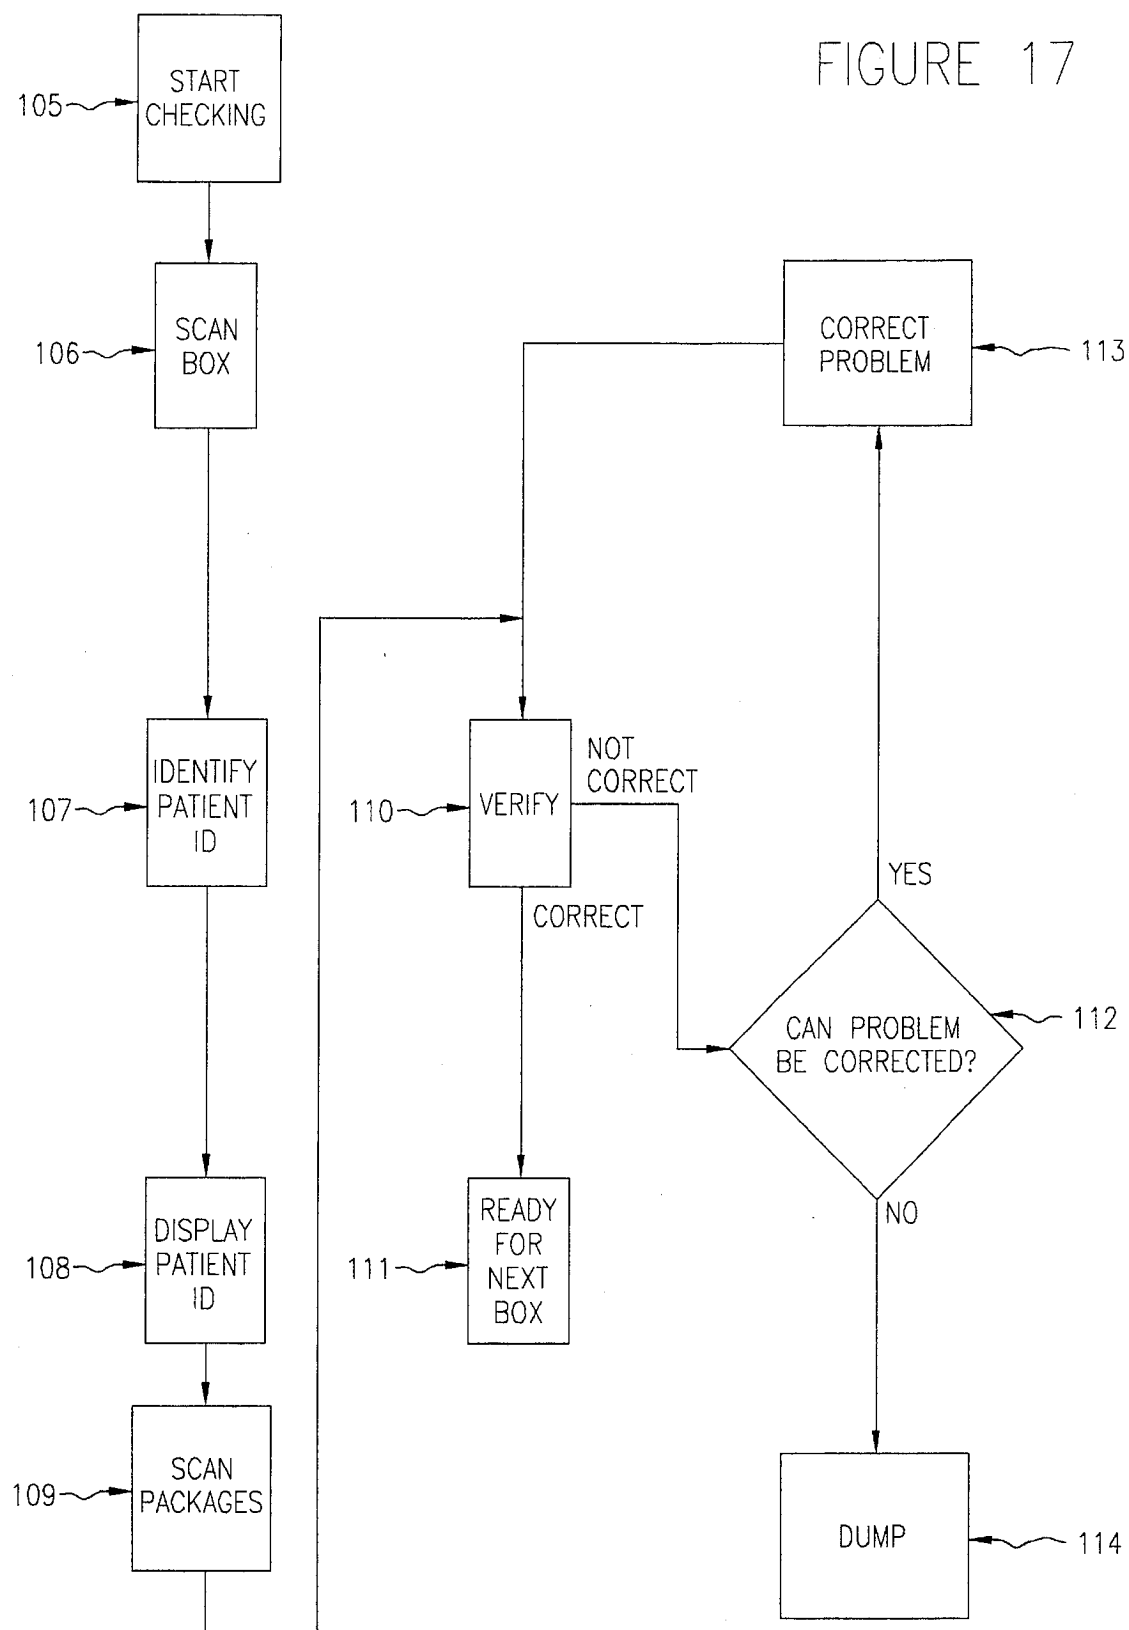 FIGURE 17
START
CHECKING
105
SCAN
BOX
106
CORRECT
PROBLEM
113
IDENTIFY
PATIENT
ID
107
NOT
CORRECT
VERIFY
110
CORRECT
YES
CAN PROBLEM
BE CORRECTED?
112
NO
DISPLAY
PATIENT
ID
108
READY
FOR
NEXT
BOX
111
SCAN
PACKAGES
109
DUMP
114